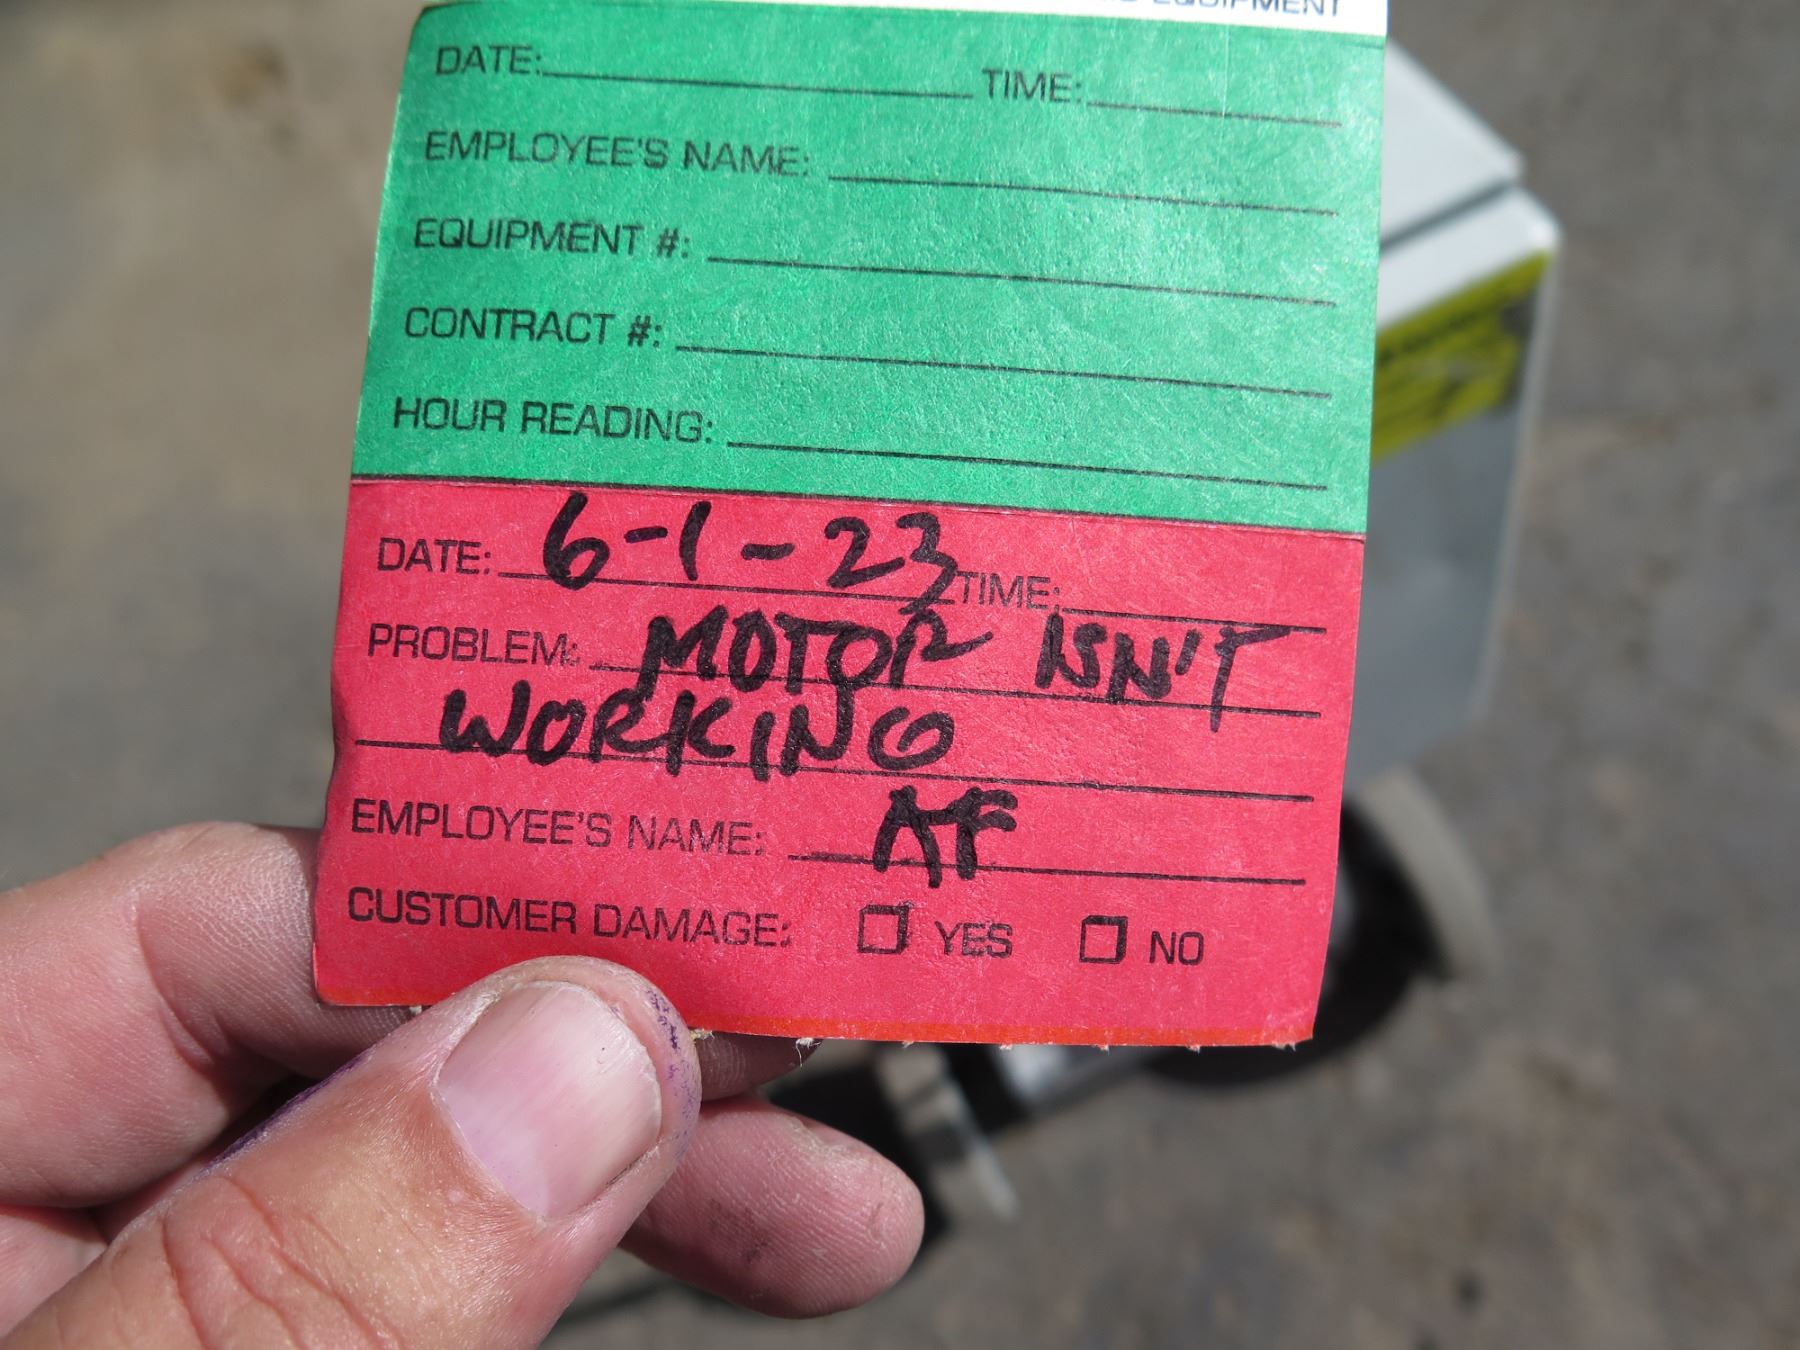 EQUIPMENT
DATE: TIME:
EMPLOYEE'S NAME:
EQUIPMENT #:
CONTRACT #:
HOUR READING:
DATE: 6-1-23 TIME:
PROBLEM: MOTOR ISN'T
WORKING
EMPLOYEE'S NAME: AF
CUSTOMER DAMAGE: YES NO